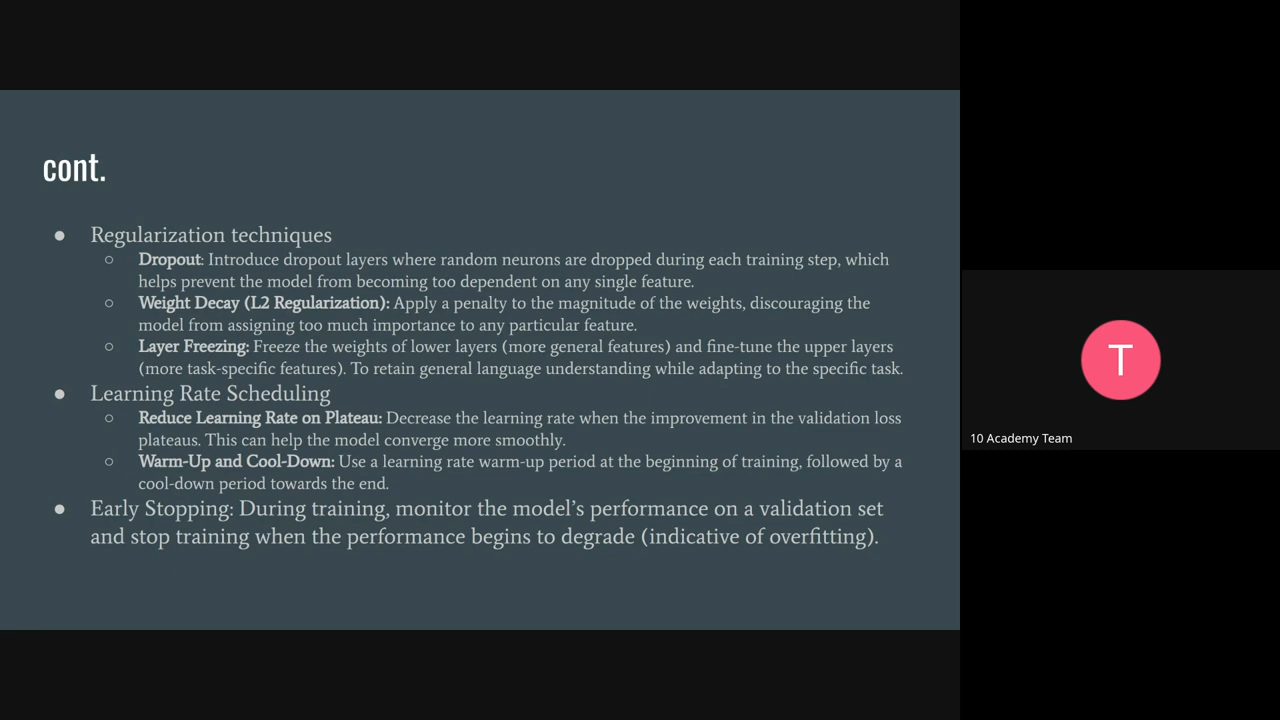 cont.
● Regularization techniques
○ Dropout: Introduce dropout layers where random neurons are dropped during each training step, which
helps prevent the model from becoming too dependent on any single feature.
○ Weight Decay (L2 Regularization): Apply a penalty to the magnitude of the weights, discouraging the
model from assigning too much importance to any particular feature.
○ Layer Freezing: Freeze the weights of lower layers (more general features) and fine-tune the upper layers
(more task-specific features). To retain general language understanding while adapting to the specific task.
● Learning Rate Scheduling
○ Reduce Learning Rate on Plateau: Decrease the learning rate when the improvement in the validation loss
plateaus. This can help the model converge more smoothly.
○ Warm-Up and Cool-Down: Use a learning rate warm-up period at the beginning of training, followed by a
cool-down period towards the end.
● Early Stopping: During training, monitor the model’s performance on a validation set
and stop training when the performance begins to degrade (indicative of overfitting).
T
10 Academy Team